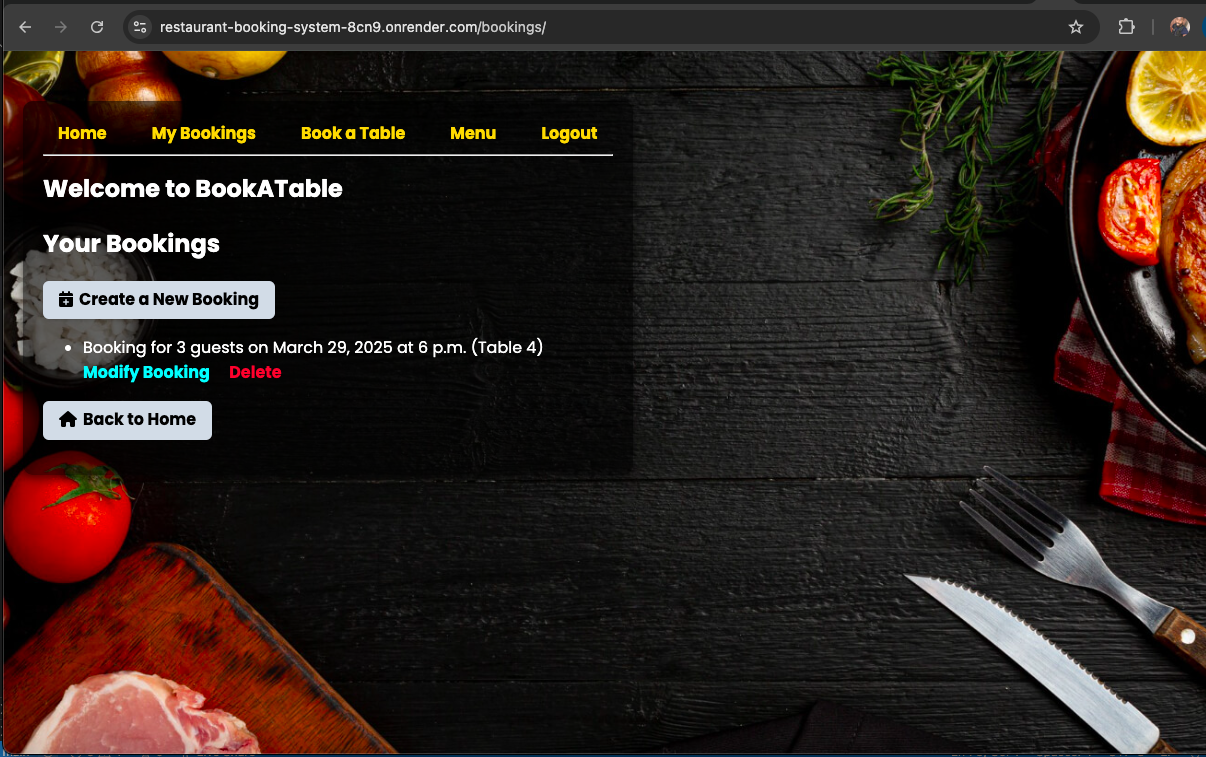 restaurant-booking-system-8cn9.onrender.com/bookings/
Home My Bookings Book a Table Menu Logout
Welcome to BookATable
Your Bookings
Create a New Booking
Booking for 3 guests on March 29, 2025 at 6 p.m. (Table 4)
Modify Booking Delete
Back to Home